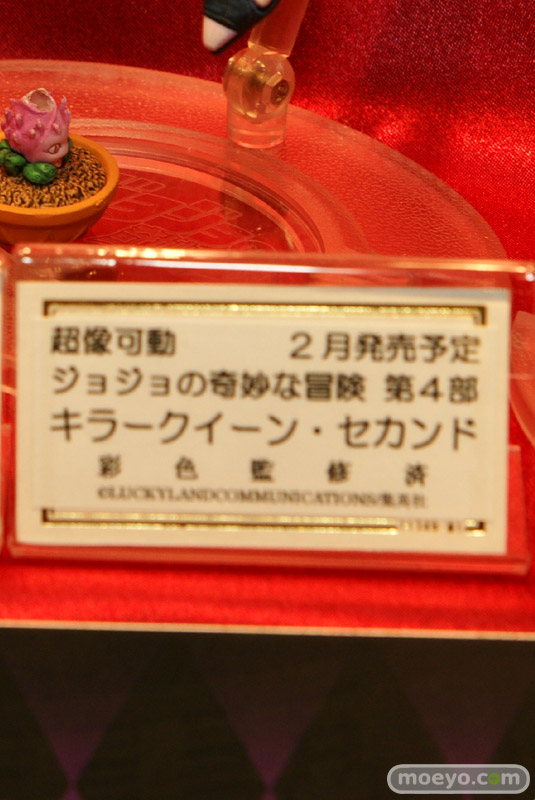 超像可動 2月発売予定
ジョジョの奇妙な冒険 第4部
キラークイーン・セカンド
彩色監修済
©LUCKYLANDCOMMUNICATIONS/集英社
moeyo.com